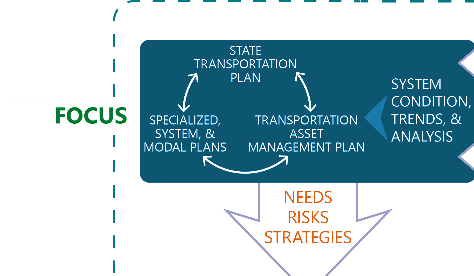 STATE
TRANSPORTATION
PLAN
FOCUS
SPECIALIZED,
SYSTEM, &
MODAL PLANS
TRANSPORTATION
ASSET
MANAGEMENT PLAN
SYSTEM
CONDITION,
TRENDS, &
ANALYSIS
NEEDS
RISKS
STRATEGIES